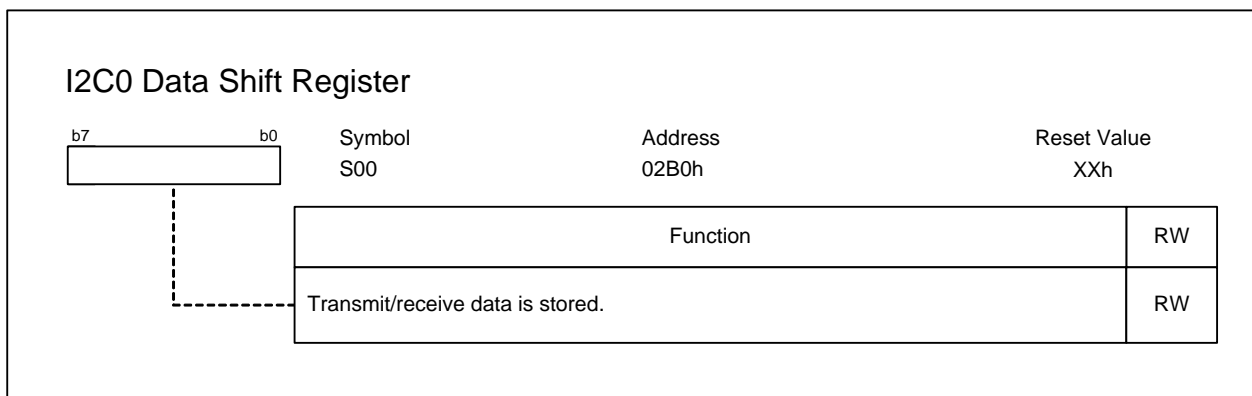 I2C0 Data Shift Register
b7 b0 Symbol Address Reset Value
S00 02B0h XXh
Function RW
Transmit/receive data is stored. RW